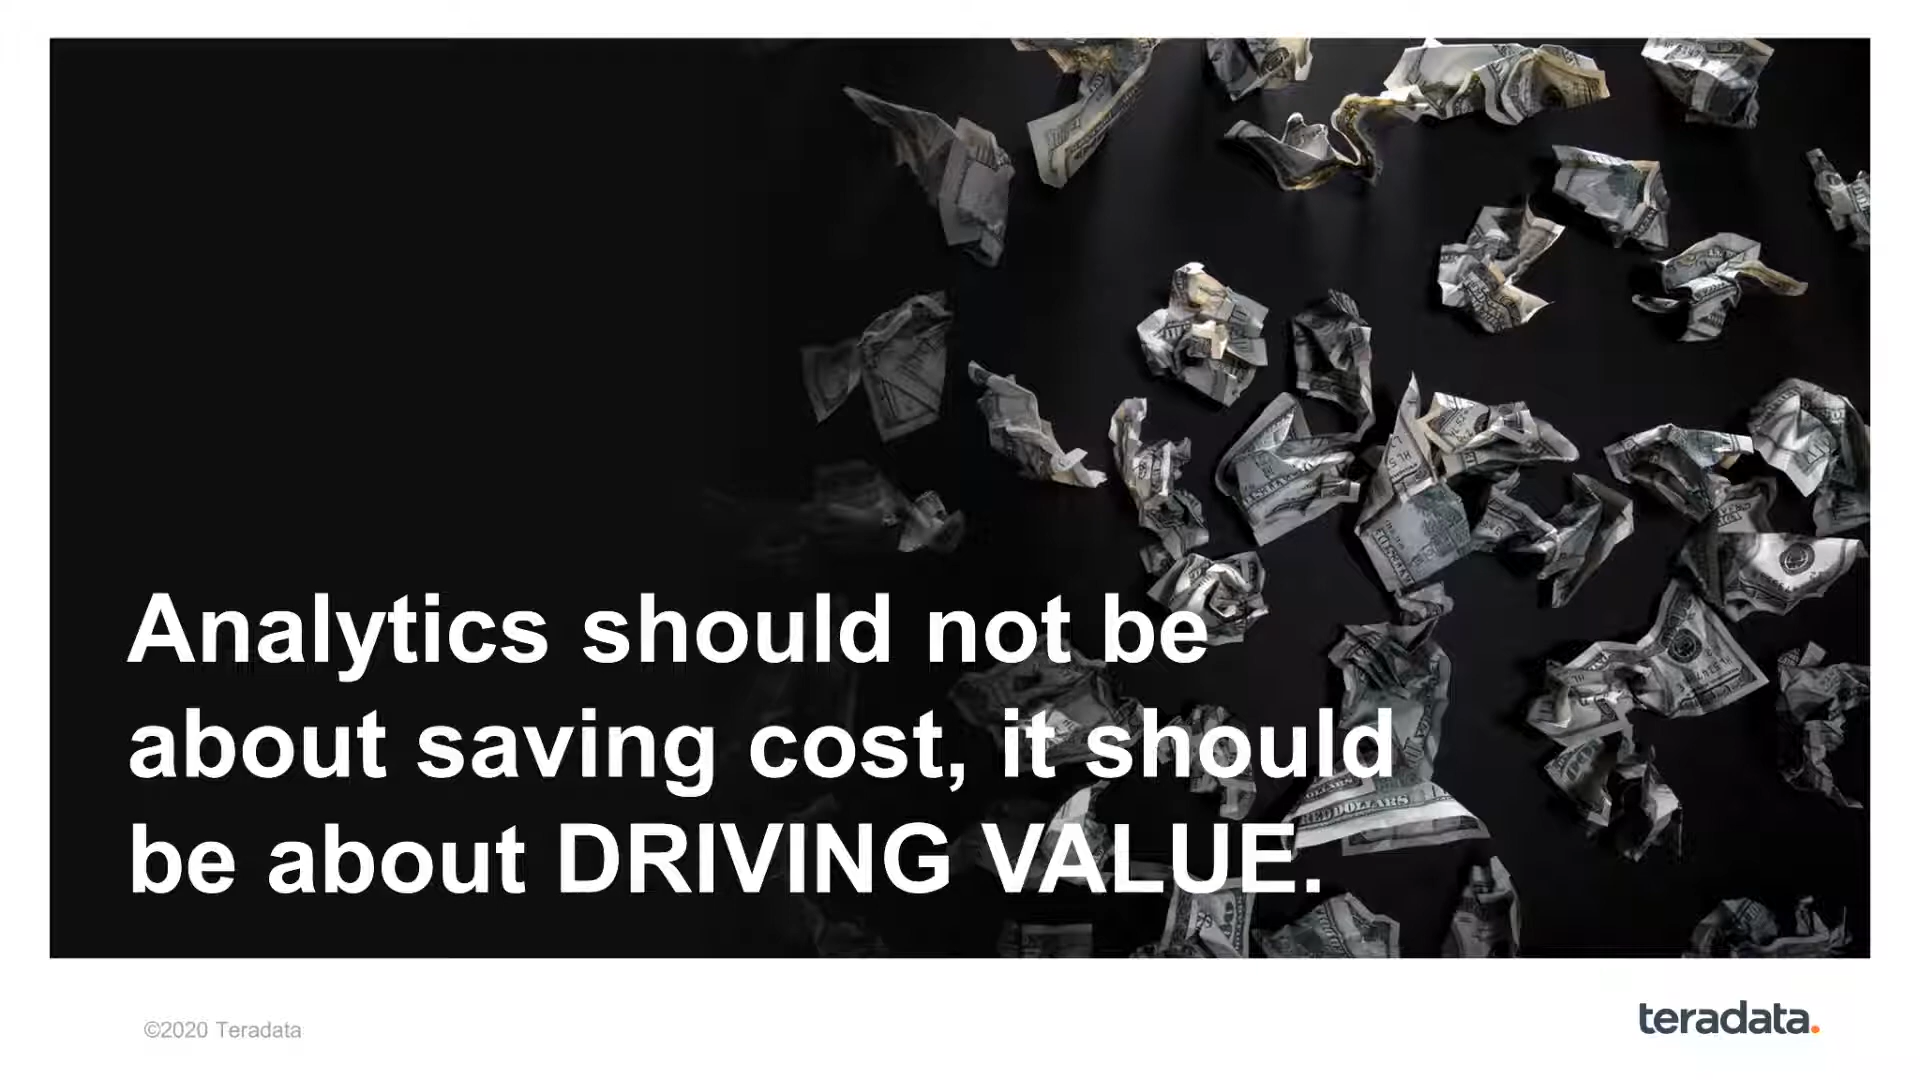 Analytics should not be
about saving cost, it should
be about DRIVING VALUE.
©2020 Teradata
teradata.